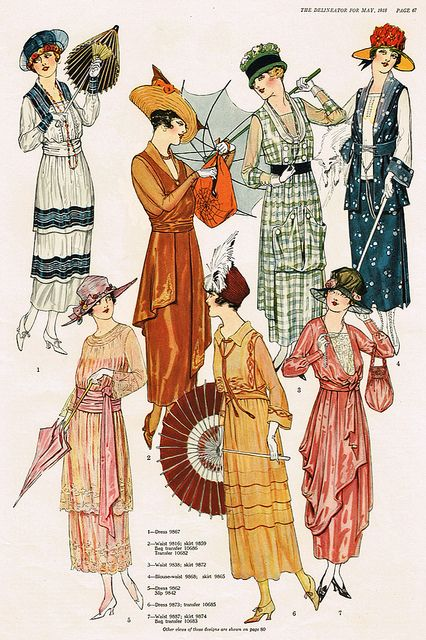 THE DELINEATOR FOR MAY, 1918 PAGE 67
1
2
3
4
5
6
7
1—Dress 9867
2—Waist 9816; skirt 9839
Bag transfer 10686
Transfer 10682
3—Waist 9838; skirt 9872
4—Blouse-waist 9868; skirt 9865
5—Dress 9862
Slip 9842
6—Dress 9873; transfer 10685
7—Waist 9887; skirt 9874
Bag transfer 10683
Other views of these designs are shown on page 80